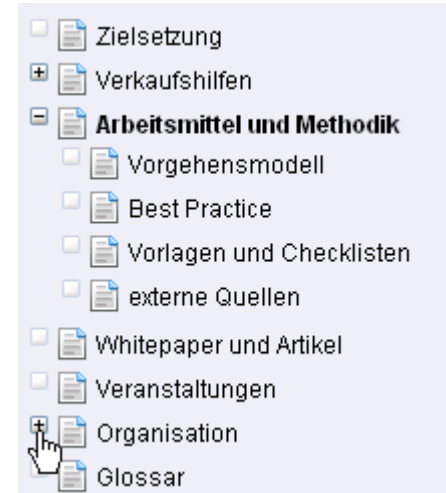 Zielsetzung
Verkaufshilfen
Arbeitsmittel und Methodik
Vorgehensmodell
Best Practice
Vorlagen und Checklisten
externe Quellen
Whitepaper und Artikel
Veranstaltungen
Organisation
Glossar